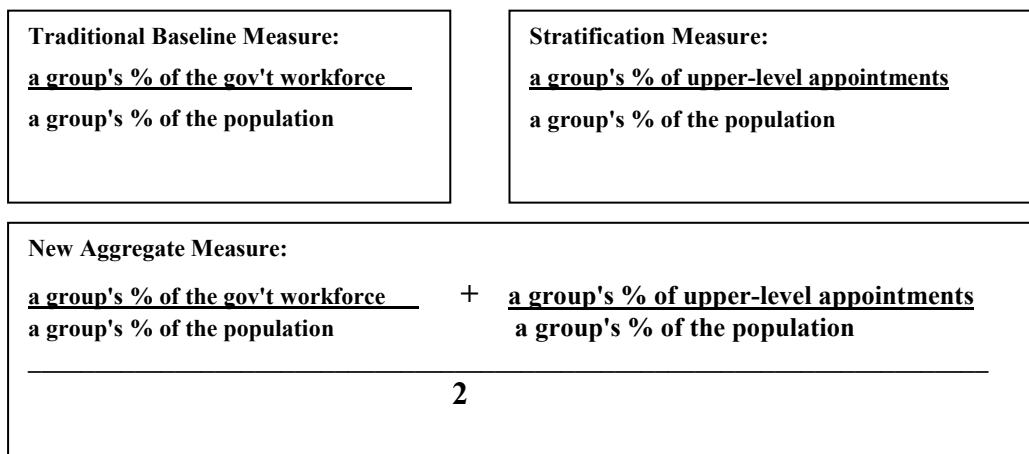 Traditional Baseline Measure:
a group's % of the gov't workforce
a group's % of the population
Stratification Measure:
a group's % of upper-level appointments
a group's % of the population
New Aggregate Measure:
a group's % of the gov't workforce + a group's % of upper-level appointments
a group's % of the population a group's % of the population
2